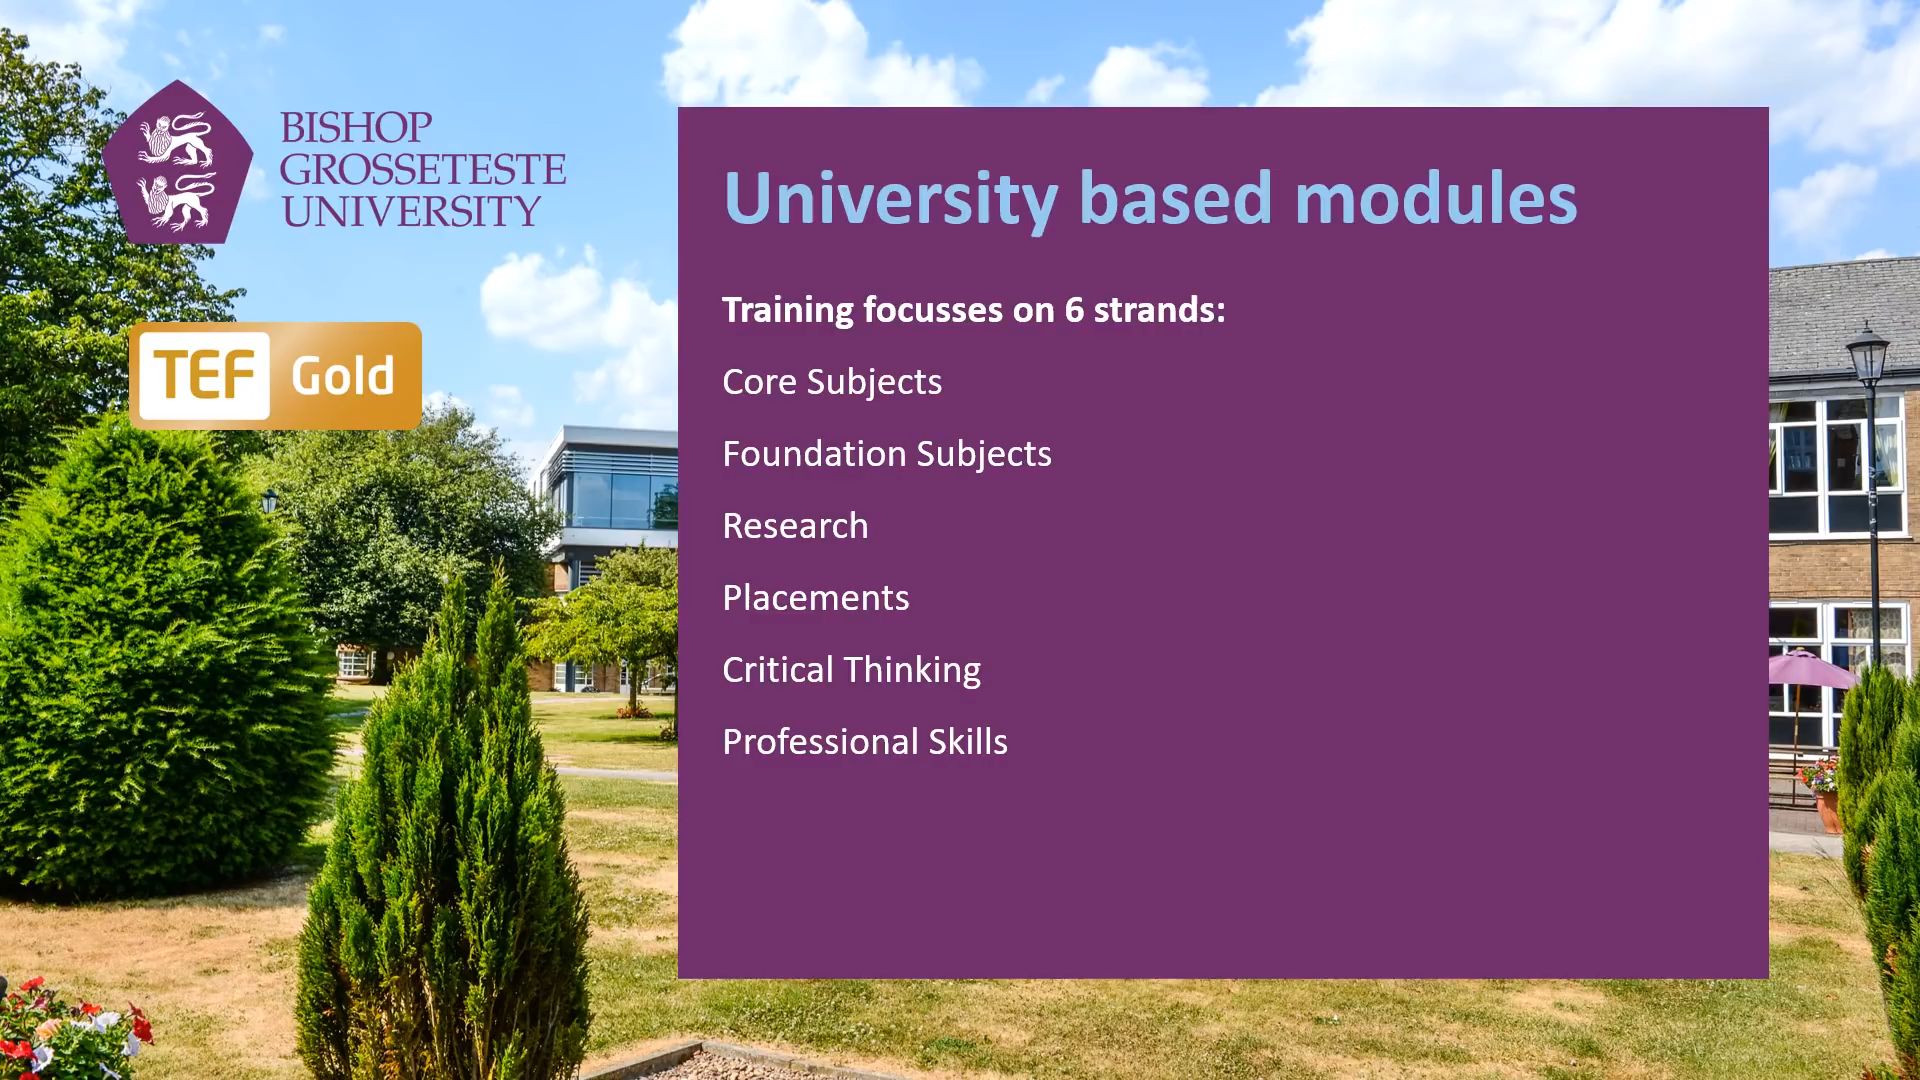 BISHOP
GROSSETESTE
UNIVERSITY
TEF Gold
University based modules
Training focusses on 6 strands:
Core Subjects
Foundation Subjects
Research
Placements
Critical Thinking
Professional Skills